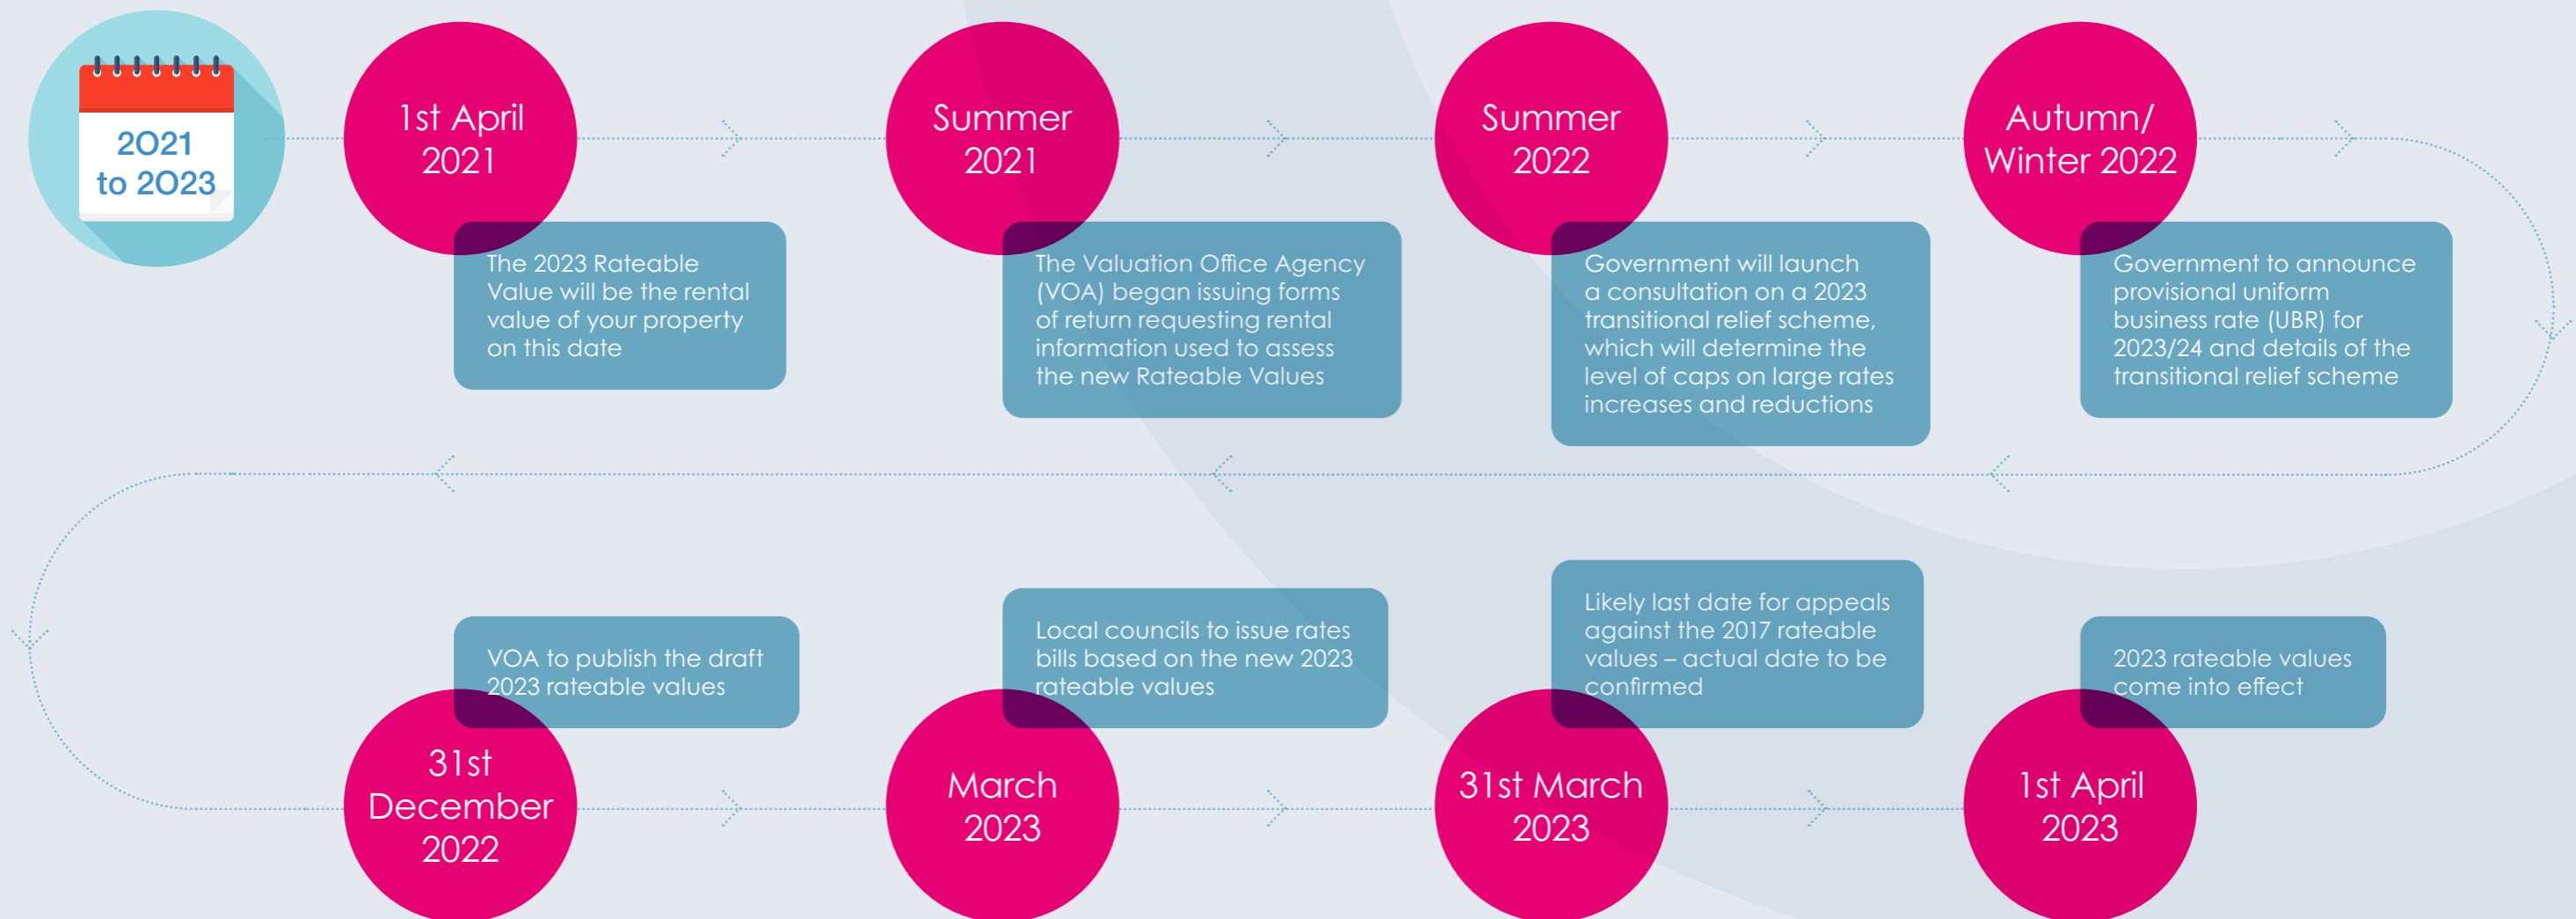 2021
to 2023
1st April
2021
The 2023 Rateable
Value will be the rental
value of your property
on this date
Summer
2021
The Valuation Office Agency
(VOA) began issuing forms
of return requesting rental
information used to assess
the new Rateable Values
Summer
2022
Government will launch
a consultation on a 2023
transitional relief scheme,
which will determine the
level of caps on large rates
increases and reductions
Autumn/
Winter 2022
Government to announce
provisional uniform
business rate (UBR) for
2023/24 and details of the
transitional relief scheme
31st
December
2022
VOA to publish the draft
2023 rateable values
March
2023
Local councils to issue rates
bills based on the new 2023
rateable values
31st March
2023
Likely last date for appeals
against the 2017 rateable
values – actual date to be
confirmed
1st April
2023
2023 rateable values
come into effect